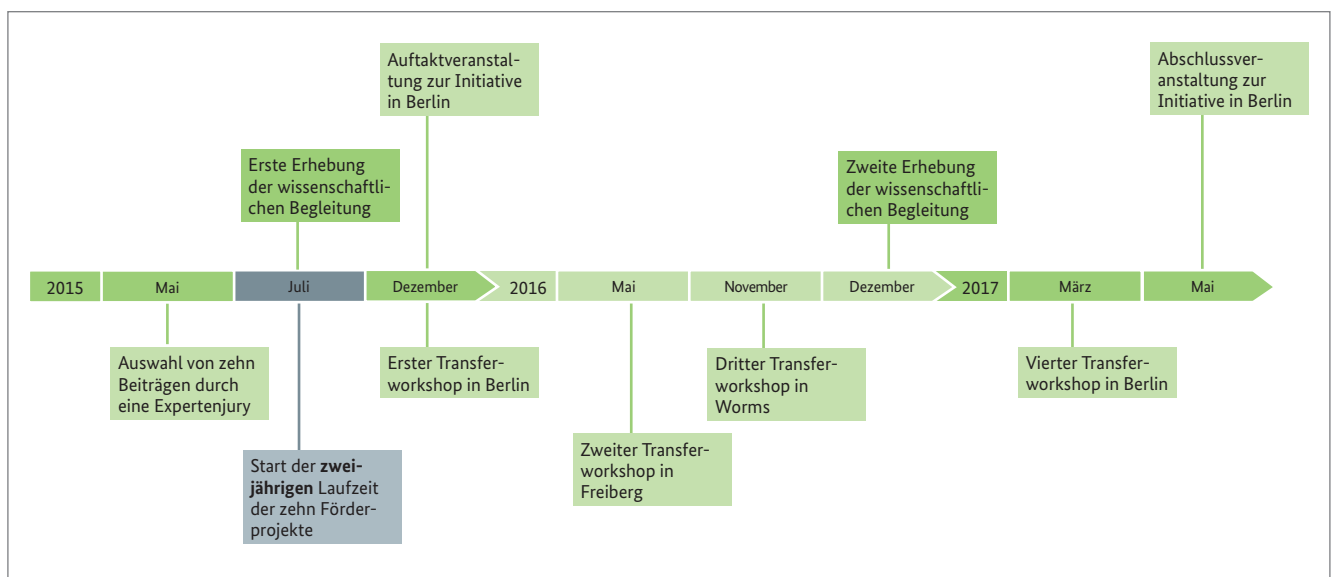 Auftaktveranstal-
tung zur Initiative
in Berlin
Abschlussver-
anstaltung zur
Initiative in Berlin
Erste Erhebung
der wissenschaftli-
chen Begleitung
Zweite Erhebung
der wissenschaftli-
chen Begleitung
2015 Mai Juli Dezember 2016 Mai November Dezember 2017 März Mai
Auswahl von zehn
Beiträgen durch
eine Expertenjury
Erster Transfer-
workshop in Berlin
Dritter Transfer-
workshop in
Worms
Vierter Transfer-
workshop in Berlin
Zweiter Transfer-
workshop in
Freiberg
Start der zwei-
jährigen Laufzeit
der zehn Förder-
projekte